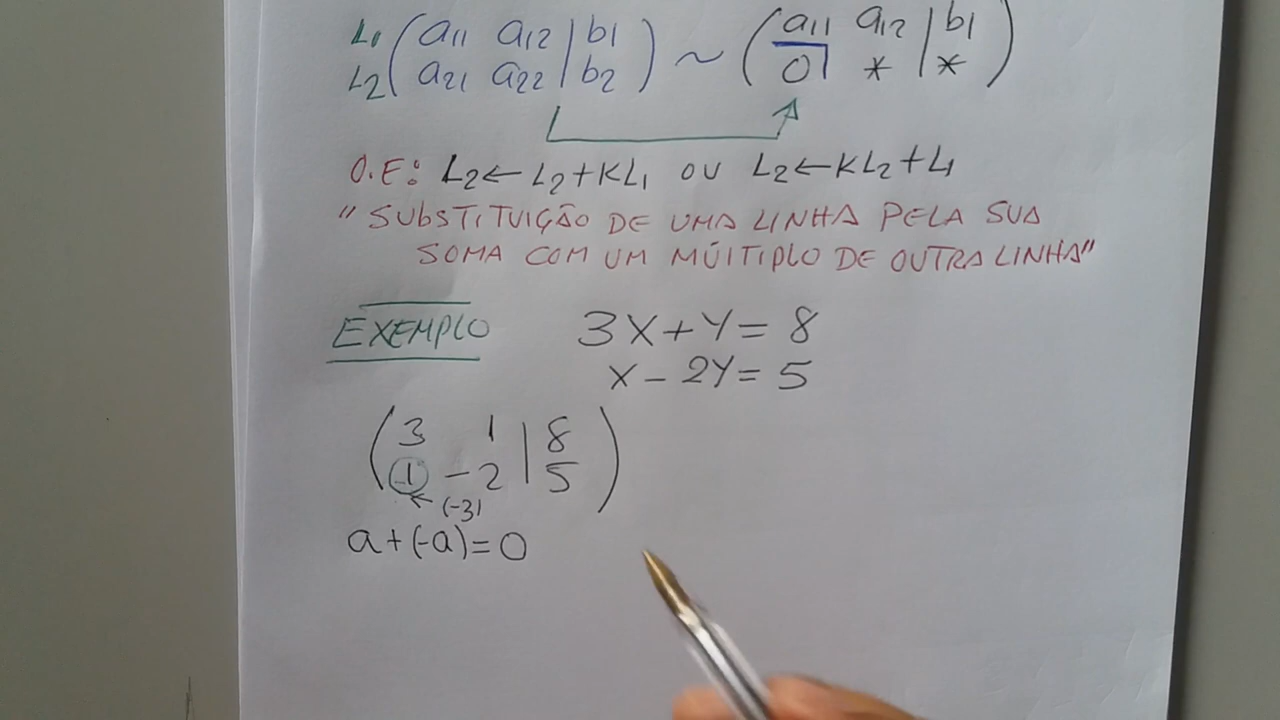 L1 ( a11 a12 | b1 ) ~ ( a11 a12 | b1 )
L2 ( a21 a22 | b2 ) ( 0 * | * )
O.E: L2 ← L2 + KL1 OU L2 ← KL2 + L1
" SUBSTITUIÇÃO DE UMA LINHA PELA SUA
SOMA COM UM MÚLTIPLO DE OUTRA LINHA"
EXEMPLO 3X + Y = 8
X - 2Y = 5
( 3 1 | 8 )
( 1 - 2 | 5 )
← (-3)
a + (-a) = 0